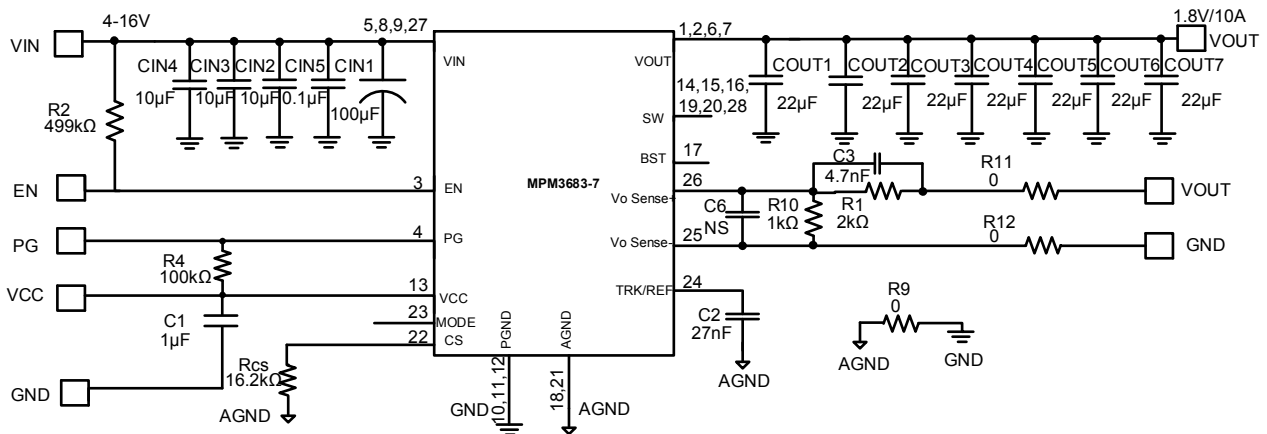 4-16V
VIN
5,8,9,27
VIN
CIN4
10µF
CIN3
10µF
CIN2
10µF
CIN5
0.1µF
CIN1
100µF
R2
499kΩ
EN
3
EN
PG
4
PG
R4
100kΩ
VCC
13
VCC
C1
1µF
23
MODE
22
CS
Rcs
16.2kΩ
AGND
GND
MPM3683-7
PGND
AGND
GND
10,11,12
18,21
AGND
1,2,6,7
VOUT
1.8V/10A
VOUT
COUT1
22µF
COUT2
22µF
COUT3
22µF
COUT4
22µF
COUT5
22µF
COUT6
22µF
COUT7
22µF
14,15,16,
19,20,28
SW
17
BST
26
Vo Sense+
C6
NS
R10
1kΩ
C3
4.7nF
R1
2kΩ
R11
0
VOUT
Vo Sense-
25
R12
0
GND
TRK/REF
24
C2
27nF
AGND
R9
0
AGND
GND